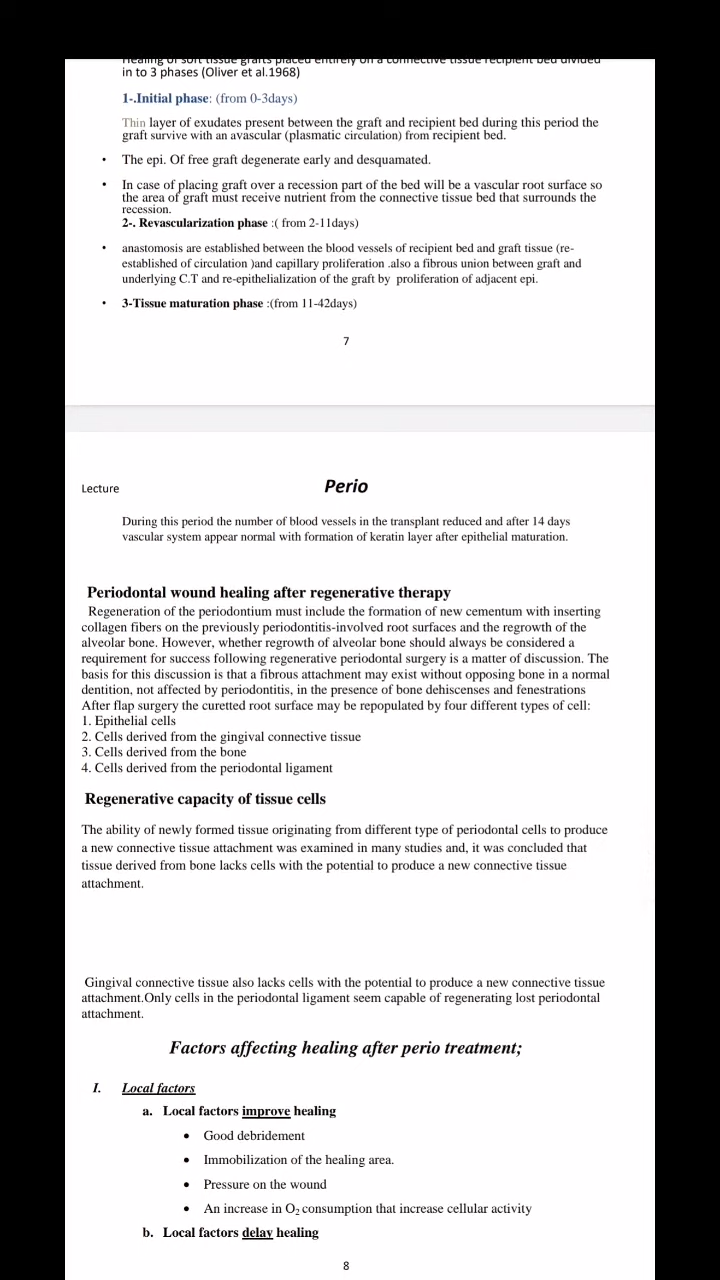 Healing of soft tissue grafts placed entirely on a connective tissue recipient bed divided
in to 3 phases (Oliver et al.1968)
1-.Initial phase: (from 0-3days)
Thin layer of exudates present between the graft and recipient bed during this period the
graft survive with an avascular (plasmatic circulation) from recipient bed.
• The epi. Of free graft degenerate early and desquamated.
• In case of placing graft over a recession part of the bed will be a vascular root surface so
the area of graft must receive nutrient from the connective tissue bed that surrounds the
recession.
2-. Revascularization phase :( from 2-11days)
• anastomosis are established between the blood vessels of recipient bed and graft tissue (re-
established of circulation )and capillary proliferation .also a fibrous union between graft and
underlying C.T and re-epithelialization of the graft by proliferation of adjacent epi.
• 3-Tissue maturation phase :(from 11-42days)
7
Lecture Perio
During this period the number of blood vessels in the transplant reduced and after 14 days
vascular system appear normal with formation of keratin layer after epithelial maturation.
Periodontal wound healing after regenerative therapy
Regeneration of the periodontium must include the formation of new cementum with inserting
collagen fibers on the previously periodontitis-involved root surfaces and the regrowth of the
alveolar bone. However, whether regrowth of alveolar bone should always be considered a
requirement for success following regenerative periodontal surgery is a matter of discussion. The
basis for this discussion is that a fibrous attachment may exist without opposing bone in a normal
dentition, not affected by periodontitis, in the presence of bone dehiscences and fenestrations
After flap surgery the curetted root surface may be repopulated by four different types of cell:
1. Epithelial cells
2. Cells derived from the gingival connective tissue
3. Cells derived from the bone
4. Cells derived from the periodontal ligament
Regenerative capacity of tissue cells
The ability of newly formed tissue originating from different type of periodontal cells to produce
a new connective tissue attachment was examined in many studies and, it was concluded that
tissue derived from bone lacks cells with the potential to produce a new connective tissue
attachment.
Gingival connective tissue also lacks cells with the potential to produce a new connective tissue
attachment.Only cells in the periodontal ligament seem capable of regenerating lost periodontal
attachment.
Factors affecting healing after perio treatment;
I. Local factors
a. Local factors improve healing
• Good debridement
• Immobilization of the healing area.
• Pressure on the wound
• An increase in O₂ consumption that increase cellular activity
b. Local factors delay healing
8